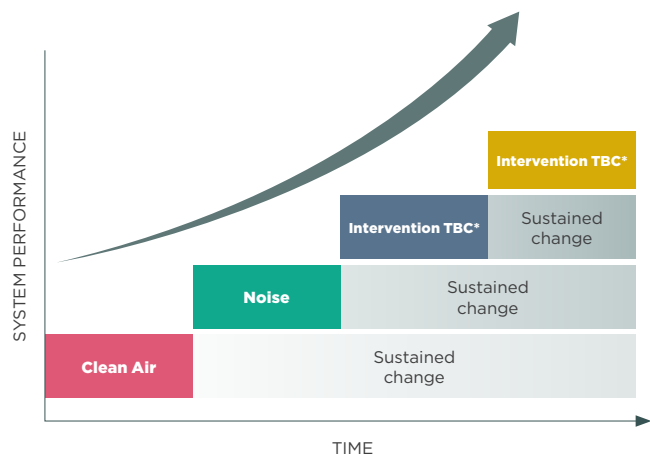 SYSTEM PERFORMANCE
Intervention TBC*
Intervention TBC*
Sustained
change
Noise
Sustained
change
Clean Air
Sustained
change
TIME